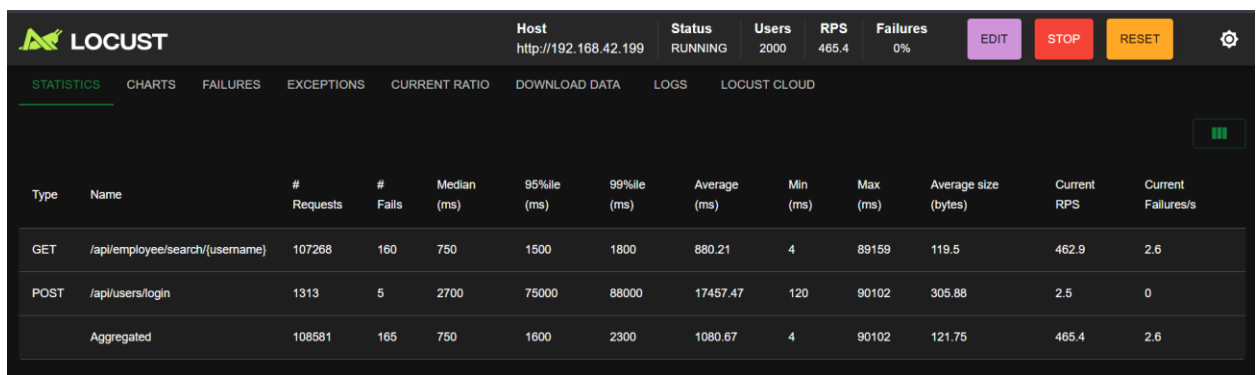 LOCUST
Host Status Users RPS Failures
http://192.168.42.199 RUNNING 2000 465.4 0%
EDIT STOP RESET
STATISTICS CHARTS FAILURES EXCEPTIONS CURRENT RATIO DOWNLOAD DATA LOGS LOCUST CLOUD
Type Name # Requests # Fails Median (ms) 95%ile (ms) 99%ile (ms) Average (ms) Min (ms) Max (ms) Average size (bytes) Current RPS Current Failures/s
GET /api/employee/search/{username} 107268 160 750 1500 1800 880.21 4 89159 119.5 462.9 2.6
POST /api/users/login 1313 5 2700 75000 88000 17457.47 120 90102 305.88 2.5 0
Aggregated 108581 165 750 1600 2300 1080.67 4 90102 121.75 465.4 2.6